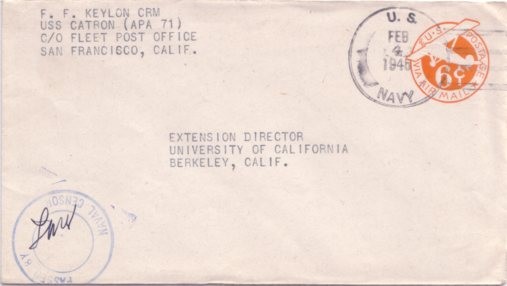 F. F. KEYLON CRM
USS CATRON (APA 71)
C/O FLEET POST OFFICE
SAN FRANCISCO, CALIF.
U. S.
FEB
1945
NAVY
U.S. POSTAGE
6¢
VIA AIR MAIL
EXTENSION DIRECTOR
UNIVERSITY OF CALIFORNIA
BERKELEY, CALIF.
PASSED BY
NAVAL CENSOR